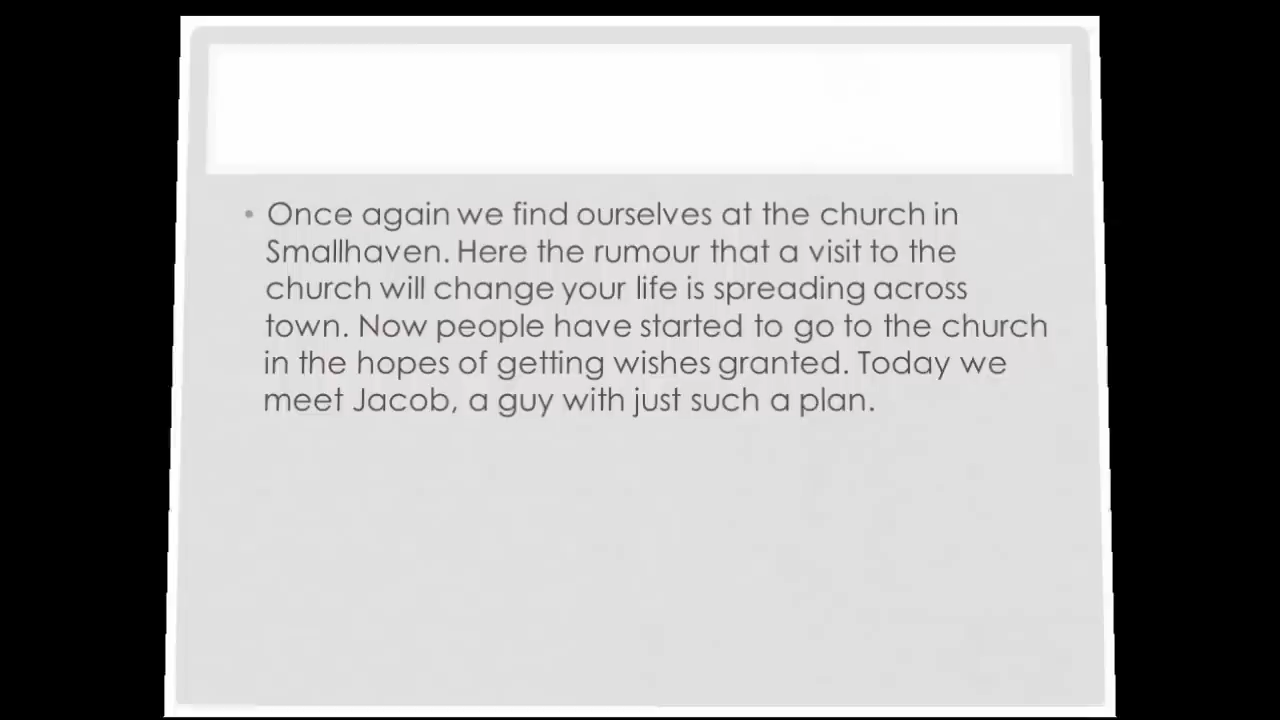 • Once again we find ourselves at the church in
Smallhaven. Here the rumour that a visit to the
church will change your life is spreading across
town. Now people have started to go to the church
in the hopes of getting wishes granted. Today we
meet Jacob, a guy with just such a plan.